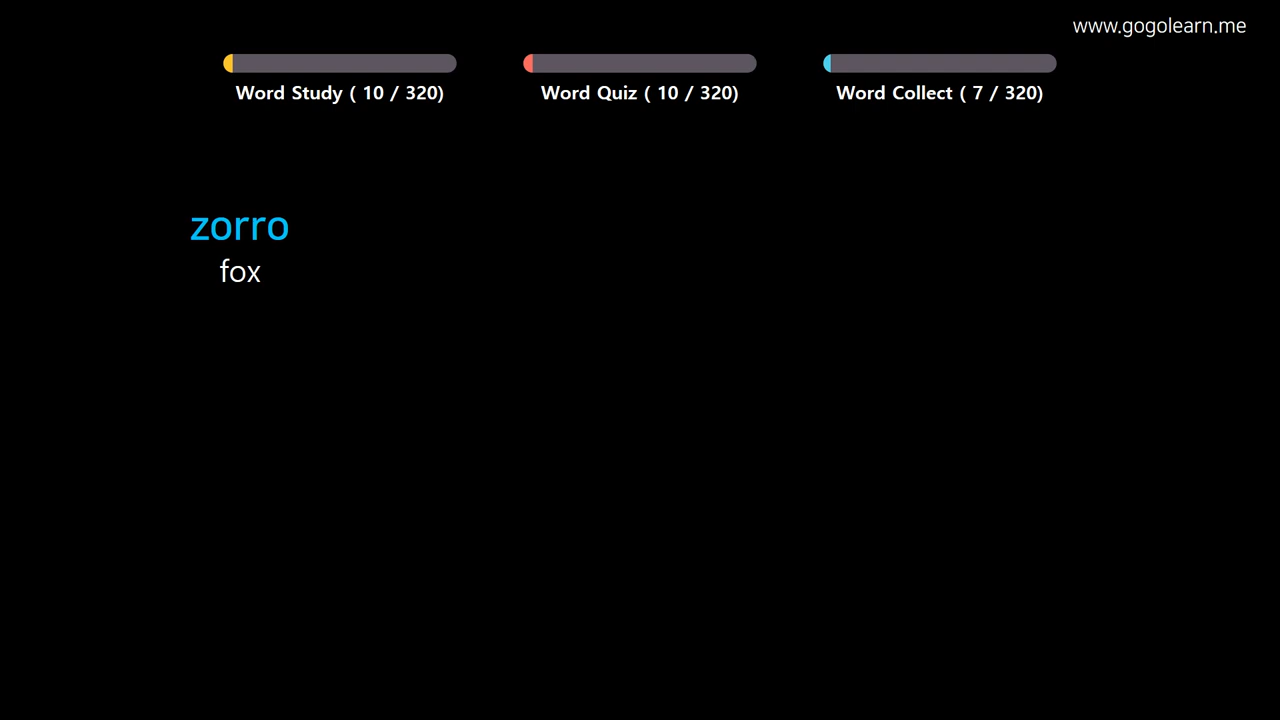 www.gogolearn.me
Word Study ( 10 / 320)
Word Quiz ( 10 / 320)
Word Collect ( 7 / 320)
zorro
fox